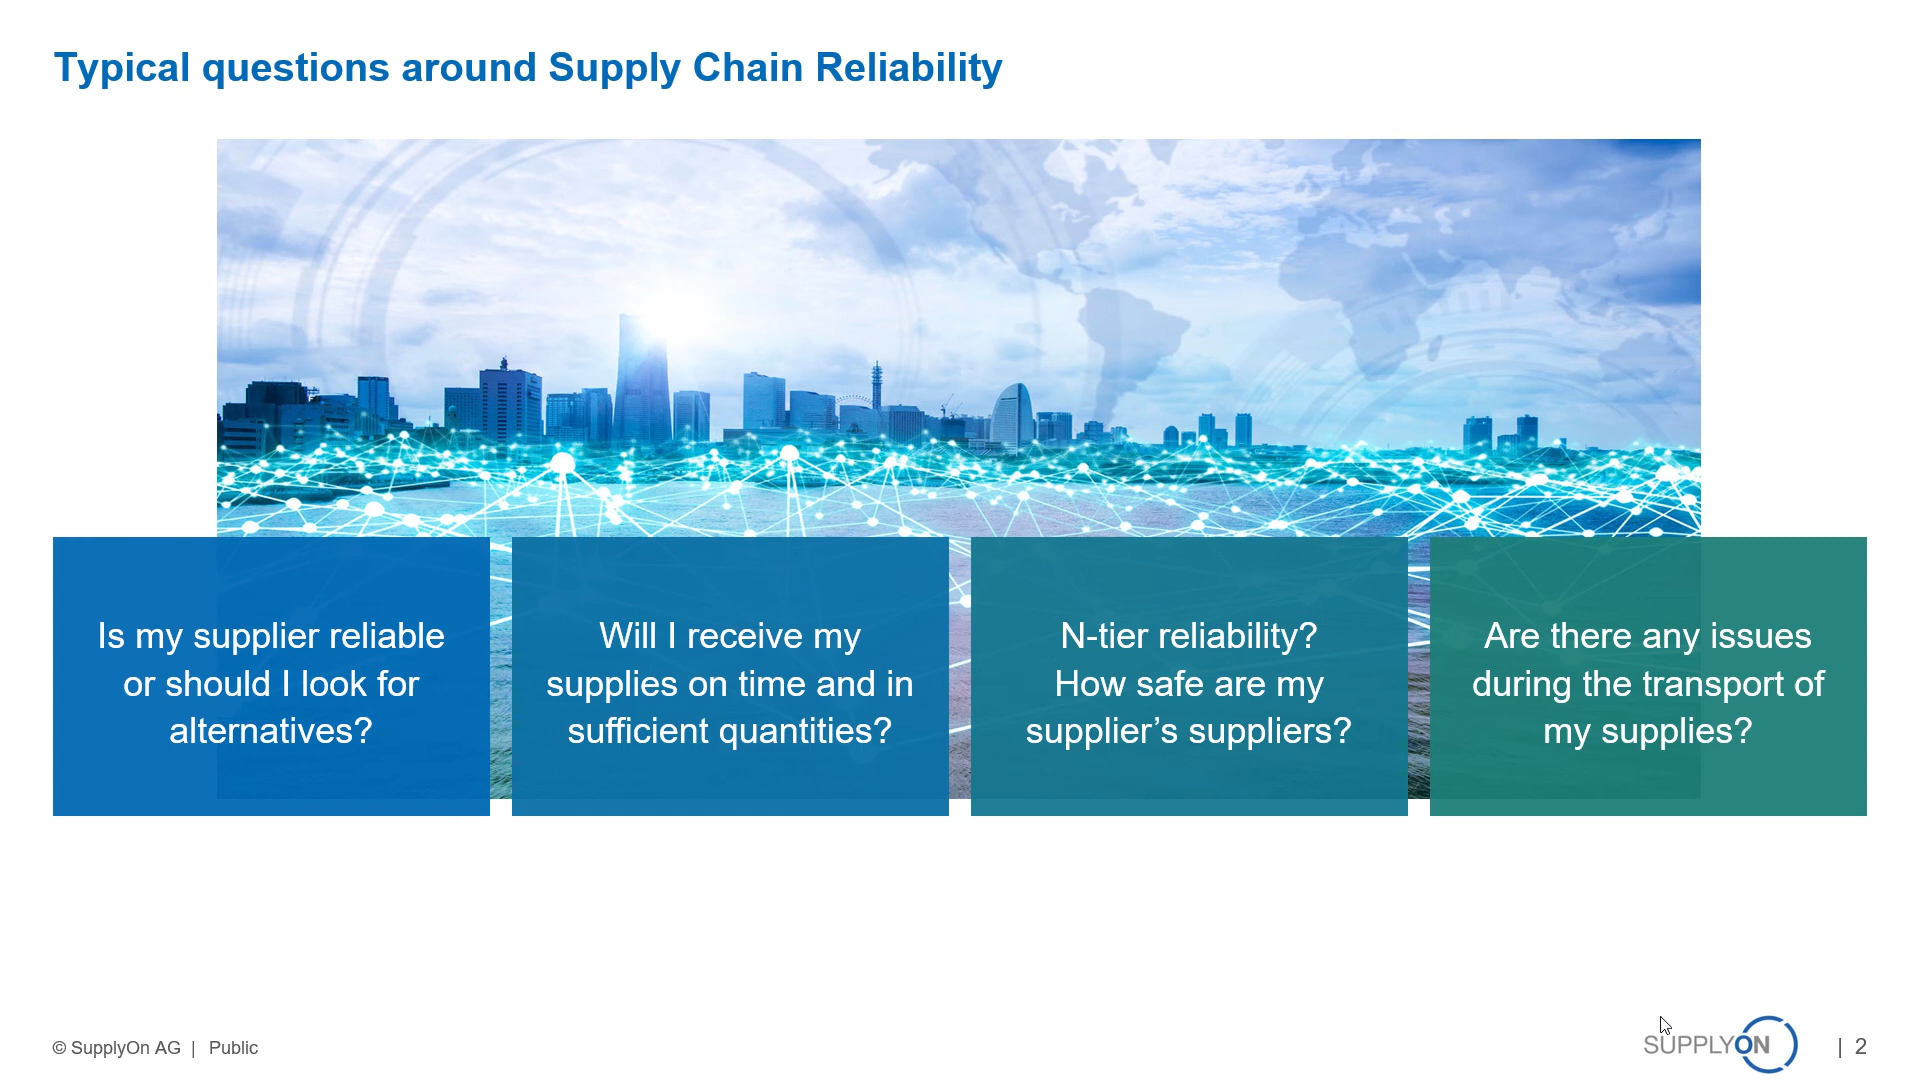 Typical questions around Supply Chain Reliability
Is my supplier reliable
or should I look for
alternatives?
Will I receive my
supplies on time and in
sufficient quantities?
N-tier reliability?
How safe are my
supplier’s suppliers?
Are there any issues
during the transport of
my supplies?
© SupplyOn AG | Public
SUPPLYON
| 2